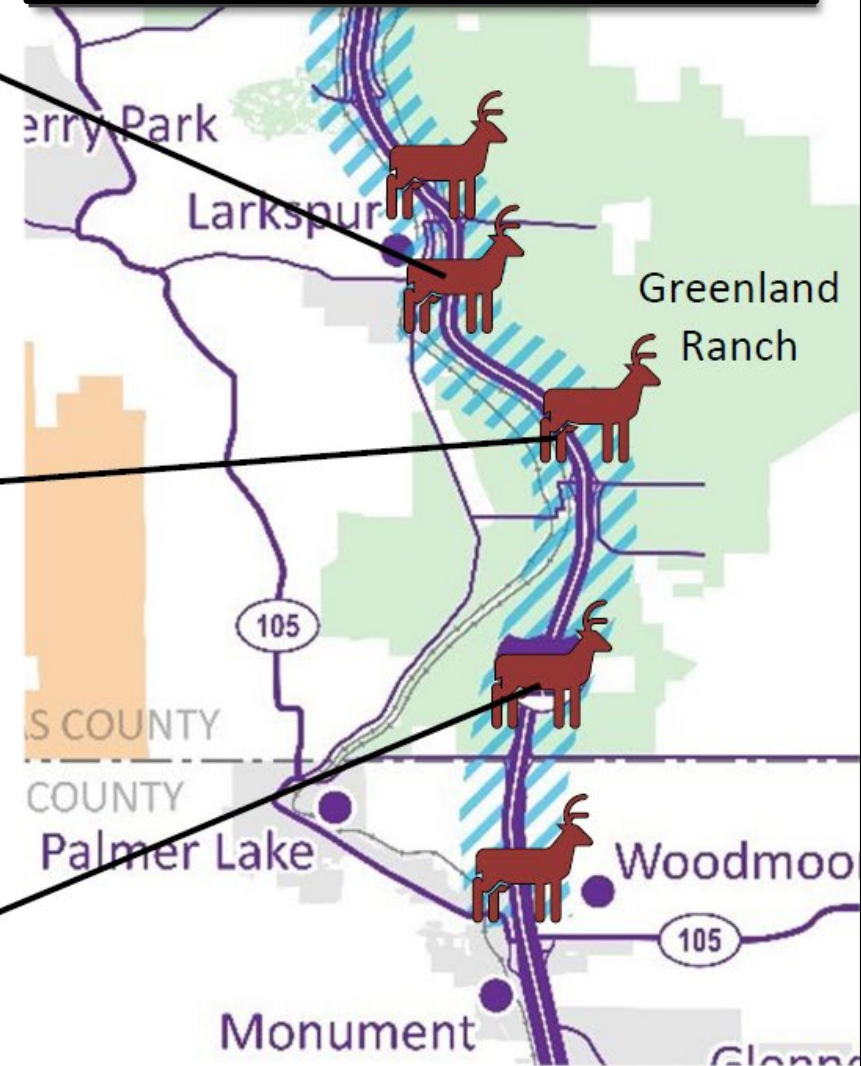 erry Park
Larkspur
Greenland
Ranch
105
S COUNTY
COUNTY
Palmer Lake
Woodmoo
105
Monument